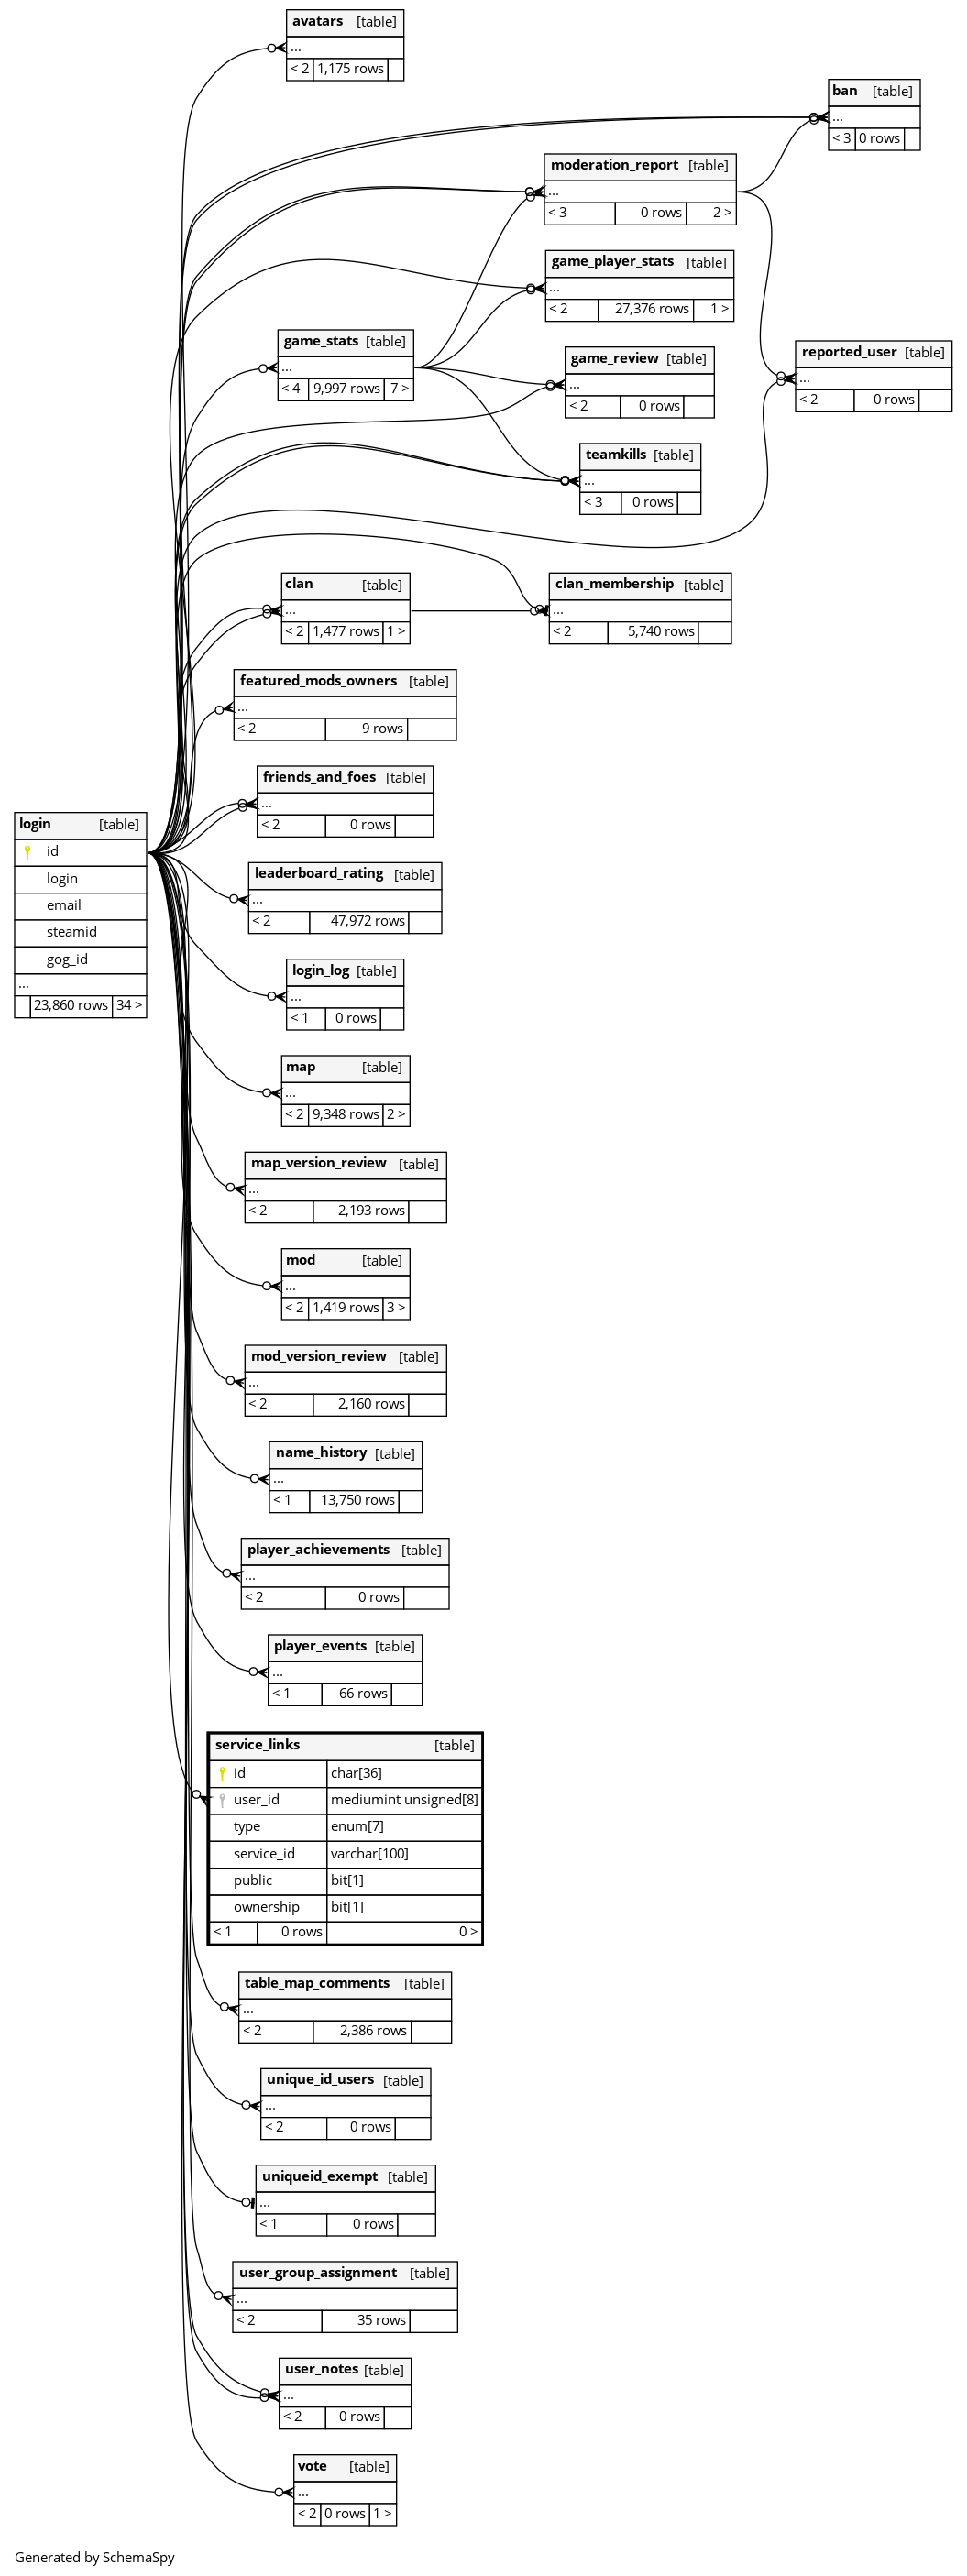 avatars [table]
...
< 2 1,175 rows
ban [table]
...
< 3 0 rows
moderation_report [table]
...
< 3 0 rows 2 >
game_player_stats [table]
...
< 2 27,376 rows 1 >
game_stats [table]
...
< 4 9,997 rows 7 >
game_review [table]
...
< 2 0 rows
reported_user [table]
...
< 2 0 rows
teamkills [table]
...
< 3 0 rows
clan [table]
...
< 2 1,477 rows 1 >
clan_membership [table]
...
< 2 5,740 rows
featured_mods_owners [table]
...
< 2 9 rows
friends_and_foes [table]
...
< 2 0 rows
login [table]
id
login
email
steamid
gog_id
...
23,860 rows 34 >
leaderboard_rating [table]
...
< 2 47,972 rows
login_log [table]
...
< 1 0 rows
map [table]
...
< 2 9,348 rows 2 >
map_version_review [table]
...
< 2 2,193 rows
mod [table]
...
< 2 1,419 rows 3 >
mod_version_review [table]
...
< 2 2,160 rows
name_history [table]
...
< 1 13,750 rows
player_achievements [table]
...
< 2 0 rows
player_events [table]
...
< 1 66 rows
service_links [table]
id char[36]
user_id mediumint unsigned[8]
type enum[7]
service_id varchar[100]
public bit[1]
ownership bit[1]
< 1 0 rows 0 >
table_map_comments [table]
...
< 2 2,386 rows
unique_id_users [table]
...
< 2 0 rows
uniqueid_exempt [table]
...
< 1 0 rows
user_group_assignment [table]
...
< 2 35 rows
user_notes [table]
...
< 2 0 rows
vote [table]
...
< 2 0 rows 1 >
Generated by SchemaSpy